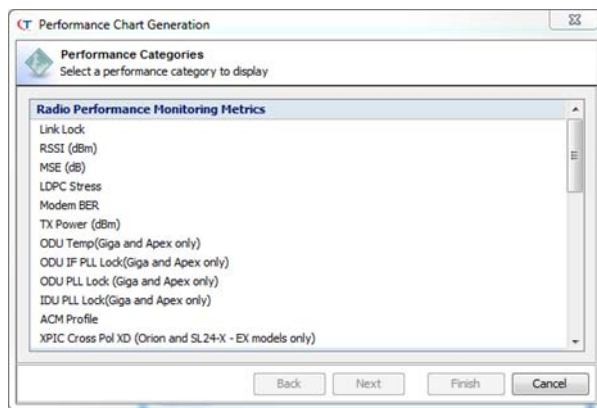 Performance Chart Generation
Performance Categories
Select a performance category to display
Radio Performance Monitoring Metrics
Link Lock
RSSI (dBm)
MSE (dB)
LDPC Stress
Modem BER
TX Power (dBm)
ODU Temp(Giga and Apex only)
ODU IF PLL Lock(Giga and Apex only)
ODU PLL Lock (Giga and Apex only)
IDU PLL Lock(Giga and Apex only)
ACM Profile
XPIC Cross Pol XD (Orion and SL24-X - EX models only)
Back Next Finish Cancel